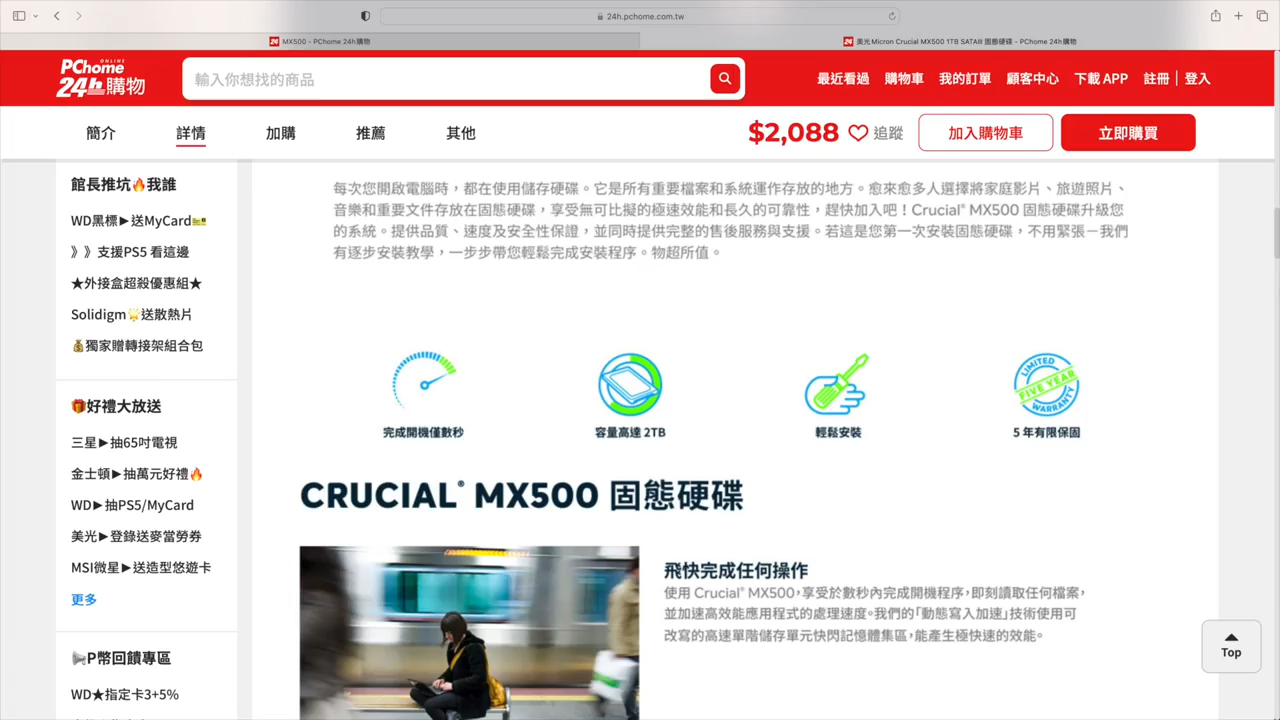 24h.pchome.com.tw
MX500 - PChome 24h購物
美光 Micron Crucial MX500 1TB SATAⅢ 固態硬碟 - PChome 24h購物
PChome ONLINE
24h購物
輸入你想找的商品
最近看過 購物車 我的訂單 顧客中心 下載 APP 註冊 | 登入
簡介 詳情 加購 推薦 其他 $2,088 追蹤 加入購物車 立即購買
館長推坑🔥我誰
WD黑標▶送MyCard
》》支援PS5 看這邊
★外接盒超殺優惠組★
Solidigm🌟送散熱片
💰獨家贈轉接架組合包
🎁好禮大放送
三星▶抽65吋電視
金士頓▶抽萬元好禮🔥
WD▶抽PS5/MyCard
美光▶登錄送麥當勞券
MSI微星▶送造型悠遊卡
更多
📢P幣回饋專區
WD★指定卡3+5%
每次您開啟電腦時，都在使用儲存硬碟。它是所有重要檔案和系統運作存放的地方。愈來愈多人選擇將家庭影片、旅遊照片、
音樂和重要文件存放在固態硬碟，享受無可比擬的極速效能和長久的可靠性，趕快加入吧！Crucial® MX500 固態硬碟升級您
的系統。提供品質、速度及安全性保證，並同時提供完整的售後服務與支援。若這是您第一次安裝固態硬碟，不用緊張－我們
有逐步安裝教學，一步步帶您輕鬆完成安裝程序。物超所值。
LIMITED
FIVE YEAR
WARRANTY
完成開機僅數秒 容量高達 2TB 輕鬆安裝 5 年有限保固
CRUCIAL® MX500 固態硬碟
飛快完成任何操作
使用 Crucial® MX500，享受於數秒內完成開機程序，即刻讀取任何檔案，
並加速高效能應用程式的處理速度。我們的「動態寫入加速」技術使用可
改寫的高速單階儲存單元快閃記憶體集區，能產生極快速的效能。
Top